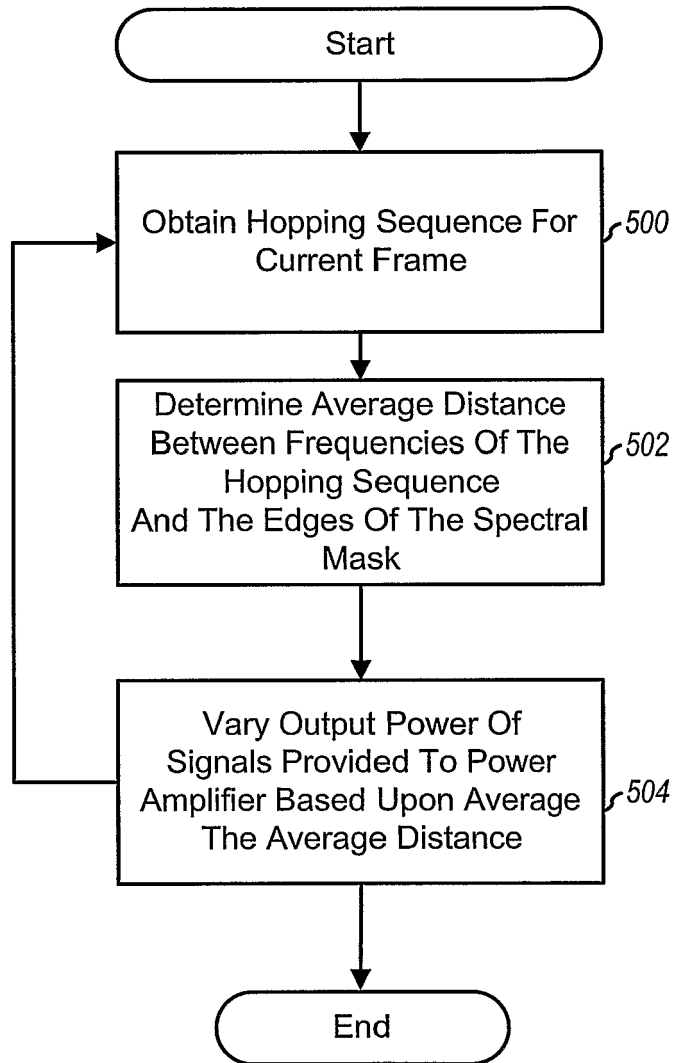 Start
Obtain Hopping Sequence For
Current Frame
500
Determine Average Distance
Between Frequencies Of The
Hopping Sequence
And The Edges Of The Spectral
Mask
502
Vary Output Power Of
Signals Provided To Power
Amplifier Based Upon Average
The Average Distance
504
End